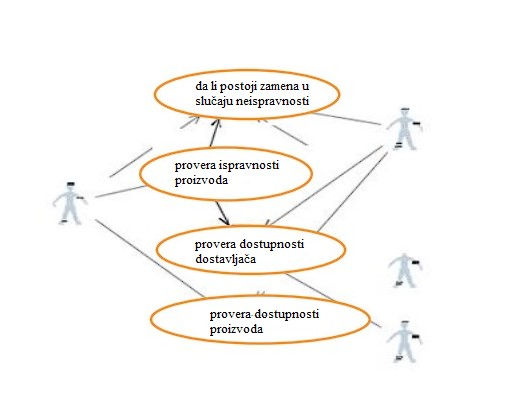 da li postoji zamena u
slučaju neispravnosti
provera ispravnosti
proizvoda
provera dostupnosti
dostavljača
provera dostupnosti
proizvoda